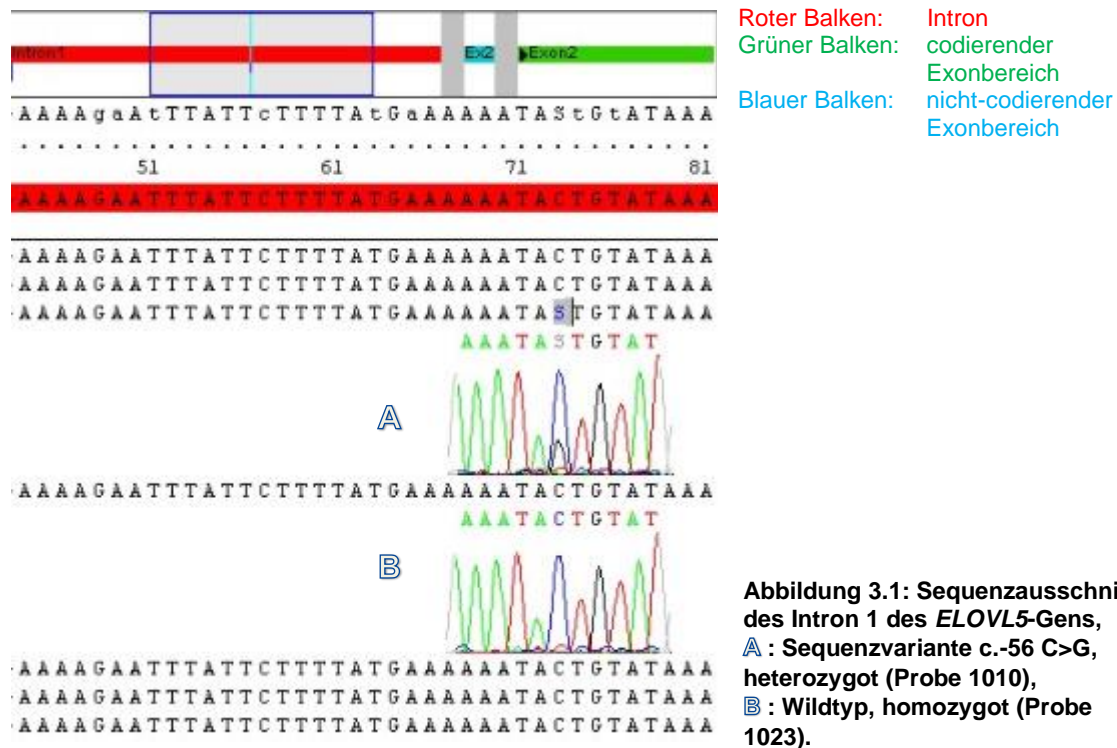 Roter Balken: Intron
Grüner Balken: codierender
Exonbereich
Blauer Balken: nicht-codierender
Exonbereich
Intron1 Ex2 Exon2
AAAAgaAtTTATTcTTTTAtGaAAAAATAStGtATAAA
51 61 71 81
AAAAGAATTTATTCTTTTATGAAAAAATACTGTATAAA
AAAAGAATTTATTCTTTTATGAAAAAATACTGTATAAA
AAAAGAATTTATTCTTTTATGAAAAAATACTGTATAAA
AAAAGAATTTATTCTTTTATGAAAAAATASTGTATAAA
AAATASTGTAT
A
AAAAGAATTTATTCTTTTATGAAAAAATACTGTATAAA
AAATACTGTAT
B
AAAAGAATTTATTCTTTTATGAAAAAATACTGTATAAA
AAAAGAATTTATTCTTTTATGAAAAAATACTGTATAAA
AAAAGAATTTATTCTTTTATGAAAAAATACTGTATAAA
Abbildung 3.1: Sequenzausschni
des Intron 1 des ELOVL5-Gens,
A : Sequenzvariante c.-56 C>G,
heterozygot (Probe 1010),
B : Wildtyp, homozygot (Probe
1023).